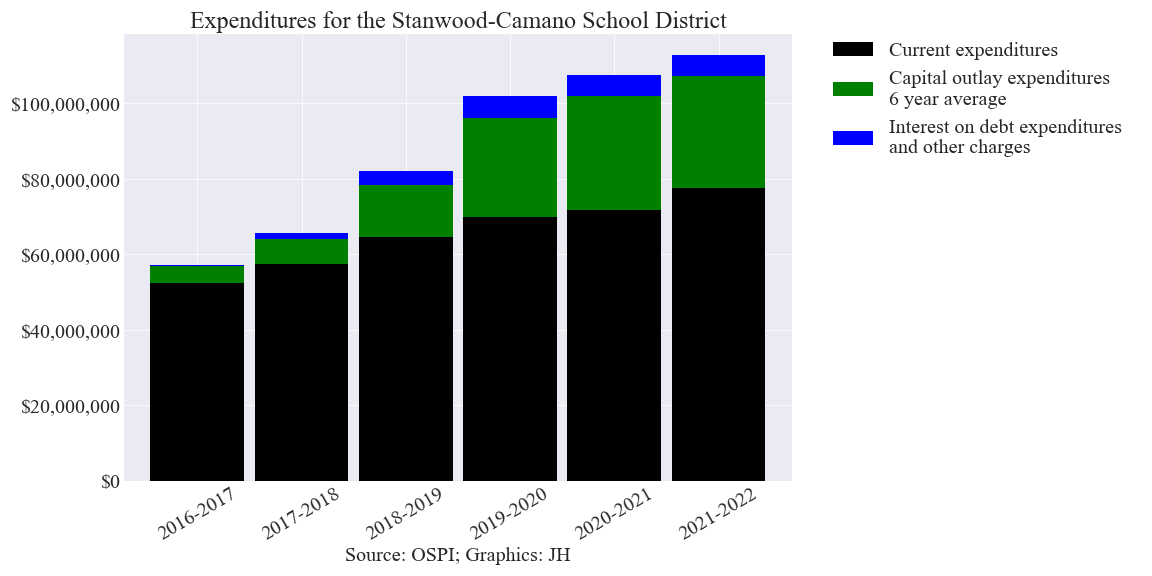 Expenditures for the Stanwood-Camano School District
$100,000,000
$80,000,000
$60,000,000
$40,000,000
$20,000,000
$0
2016-2017
2017-2018
2018-2019
2019-2020
2020-2021
2021-2022
Source: OSPI; Graphics: JH
Current expenditures
Capital outlay expenditures
6 year average
Interest on debt expenditures
and other charges